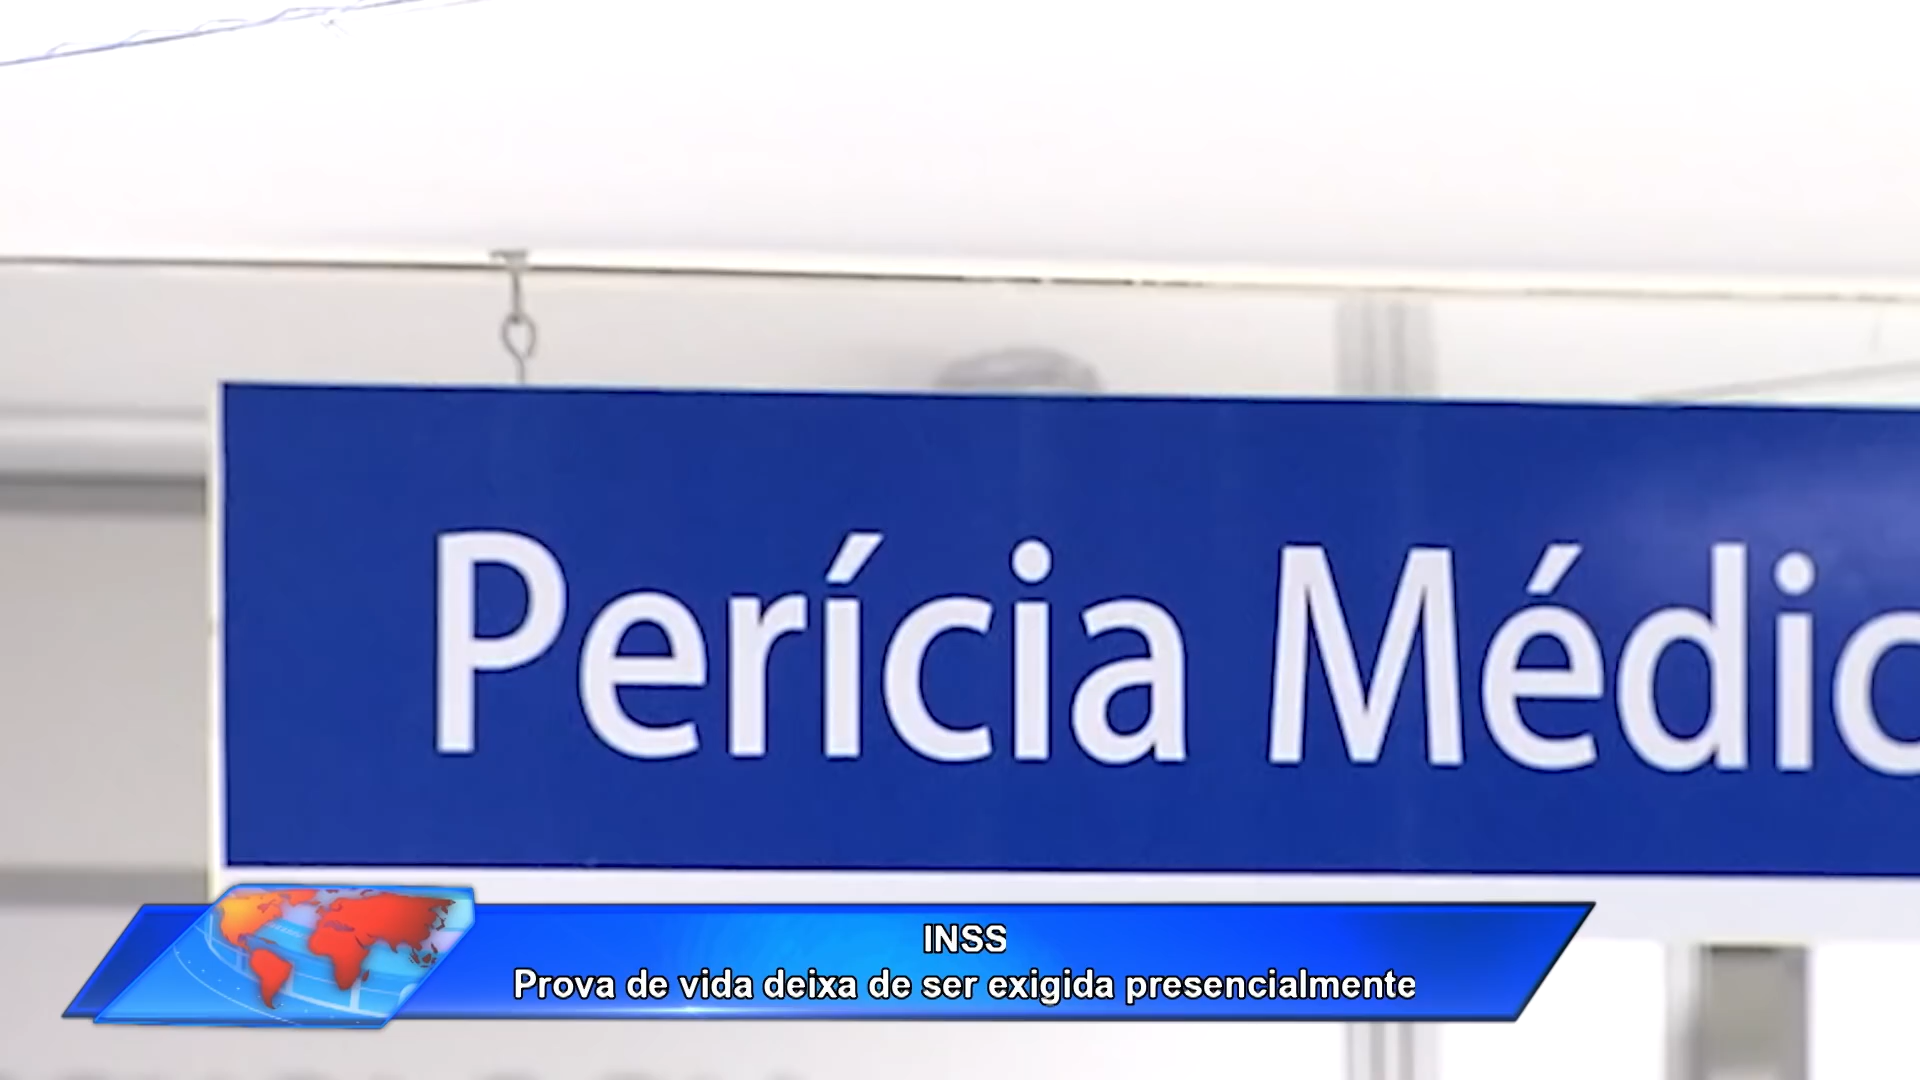 Perícia Médic
INSS
Prova de vida deixa de ser exigida presencialmente